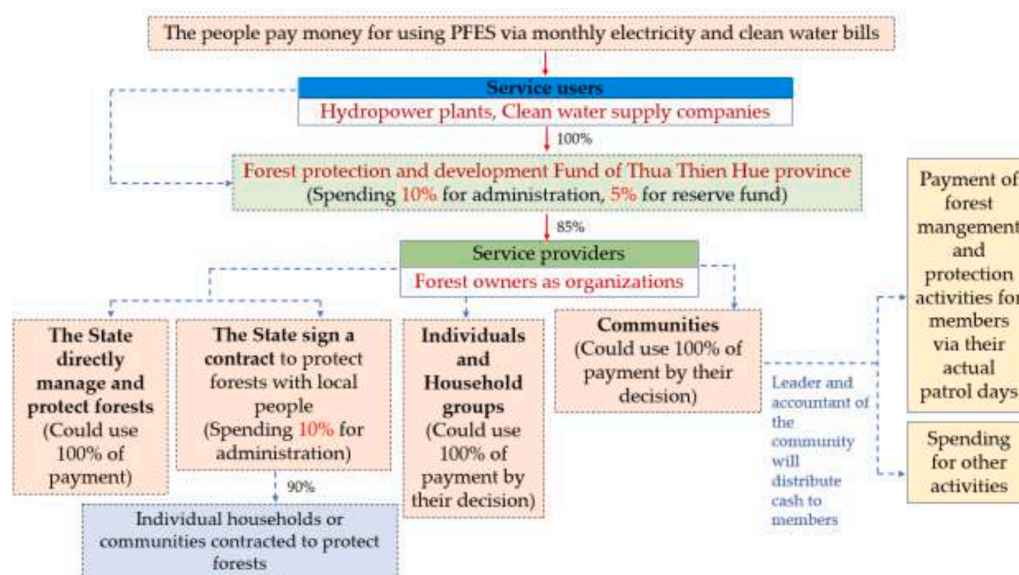 The people pay money for using PFES via monthly electricity and clean water bills
Service users
Hydropower plants, Clean water supply companies
100%
Forest protection and development Fund of Thua Thien Hue province
(Spending 10% for administration, 5% for reserve fund)
85%
Service providers
Forest owners as organizations
The State
directly
manage and
protect forests
(Could use
100% of
payment)
The State sign a
contract to protect
forests with local
people
(Spending 10% for
administration)
90%
Individual households or
communities contracted to protect
forests
Individuals
and
Household
groups
(Could use
100% of
payment by
their decision)
Communities
(Could use 100% of
payment by their
decision)
Leader and
accountant of
the
community
will
distribute
cash to
members
Payment of
forest
mangement
and
protection
activities for
members
via their
actual
patrol days
Spending
for other
activities